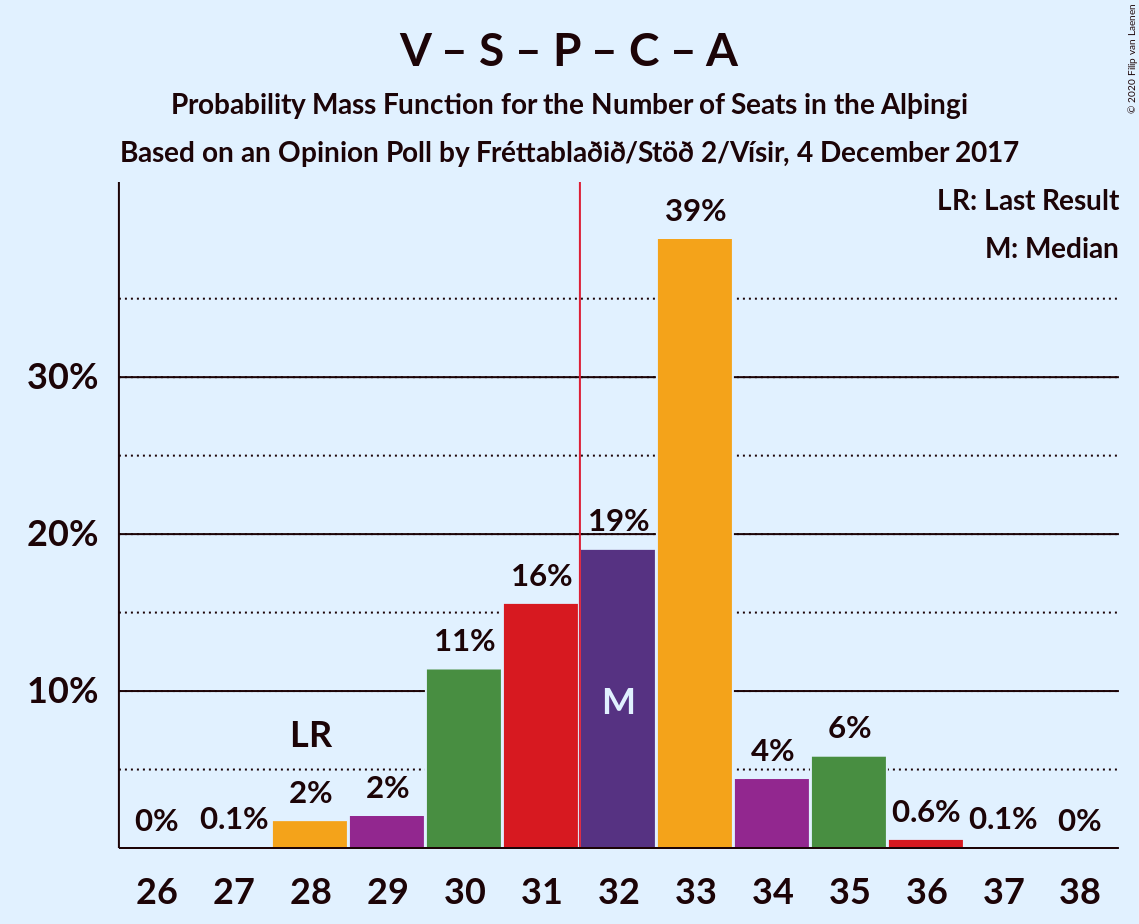 V – S – P – C – A
Probability Mass Function for the Number of Seats in the Alþingi
Based on an Opinion Poll by Fréttablaðið/Stöð 2/Vísir, 4 December 2017
© 2020 Filip van Laenen
LR: Last Result
M: Median
39%
30%
19%
20%
16%
11%
10%
M
LR
6%
4%
2%
2%
0%
0.1%
0.6%
0.1%
0%
26 27 28 29 30 31 32 33 34 35 36 37 38